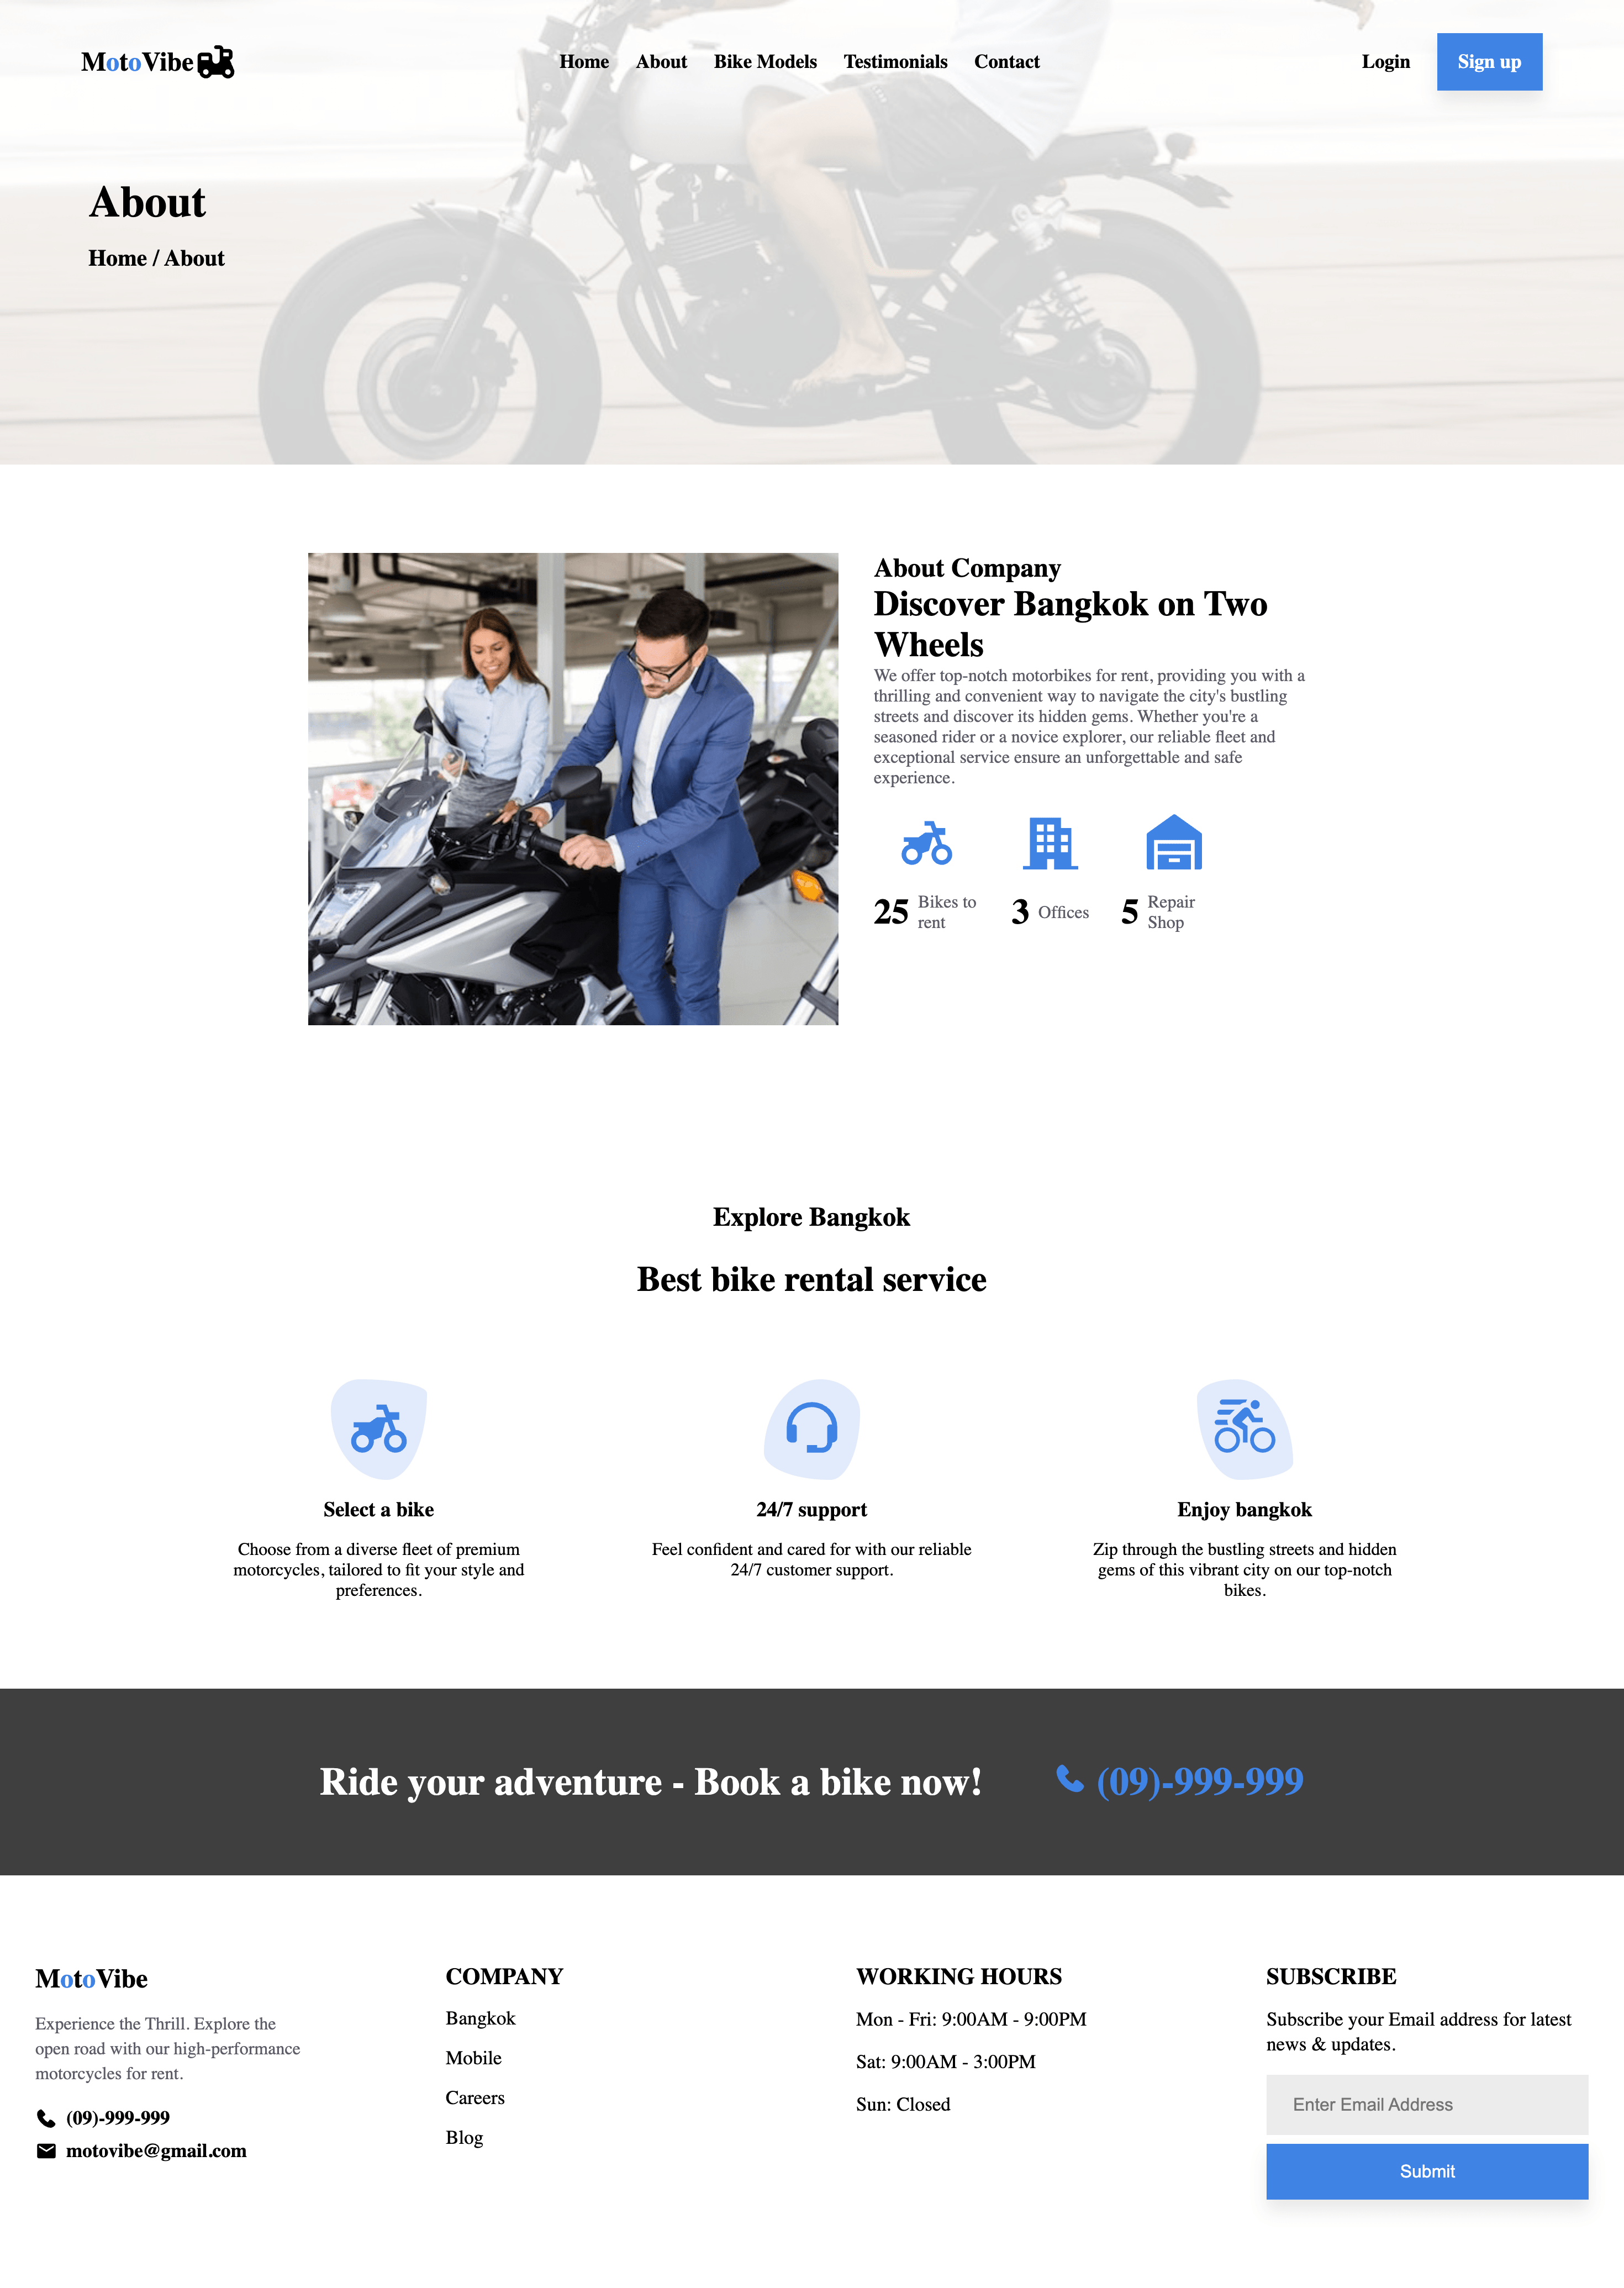 MotoVibe
Home About Bike Models Testimonials Contact
Login Sign up
About
Home / About
About Company
Discover Bangkok on Two
Wheels
We offer top-notch motorbikes for rent, providing you with a
thrilling and convenient way to navigate the city's bustling
streets and discover its hidden gems. Whether you're a
seasoned rider or a novice explorer, our reliable fleet and
exceptional service ensure an unforgettable and safe
experience.
25 Bikes to
rent
3 Offices
5 Repair
Shop
Explore Bangkok
Best bike rental service
Select a bike
Choose from a diverse fleet of premium
motorcycles, tailored to fit your style and
preferences.
24/7 support
Feel confident and cared for with our reliable
24/7 customer support.
Enjoy bangkok
Zip through the bustling streets and hidden
gems of this vibrant city on our top-notch
bikes.
Ride your adventure - Book a bike now!
(09)-999-999
MotoVibe
Experience the Thrill. Explore the
open road with our high-performance
motorcycles for rent.
(09)-999-999
motovibe@gmail.com
COMPANY
Bangkok
Mobile
Careers
Blog
WORKING HOURS
Mon - Fri: 9:00AM - 9:00PM
Sat: 9:00AM - 3:00PM
Sun: Closed
SUBSCRIBE
Subscribe your Email address for latest
news & updates.
Enter Email Address
Submit